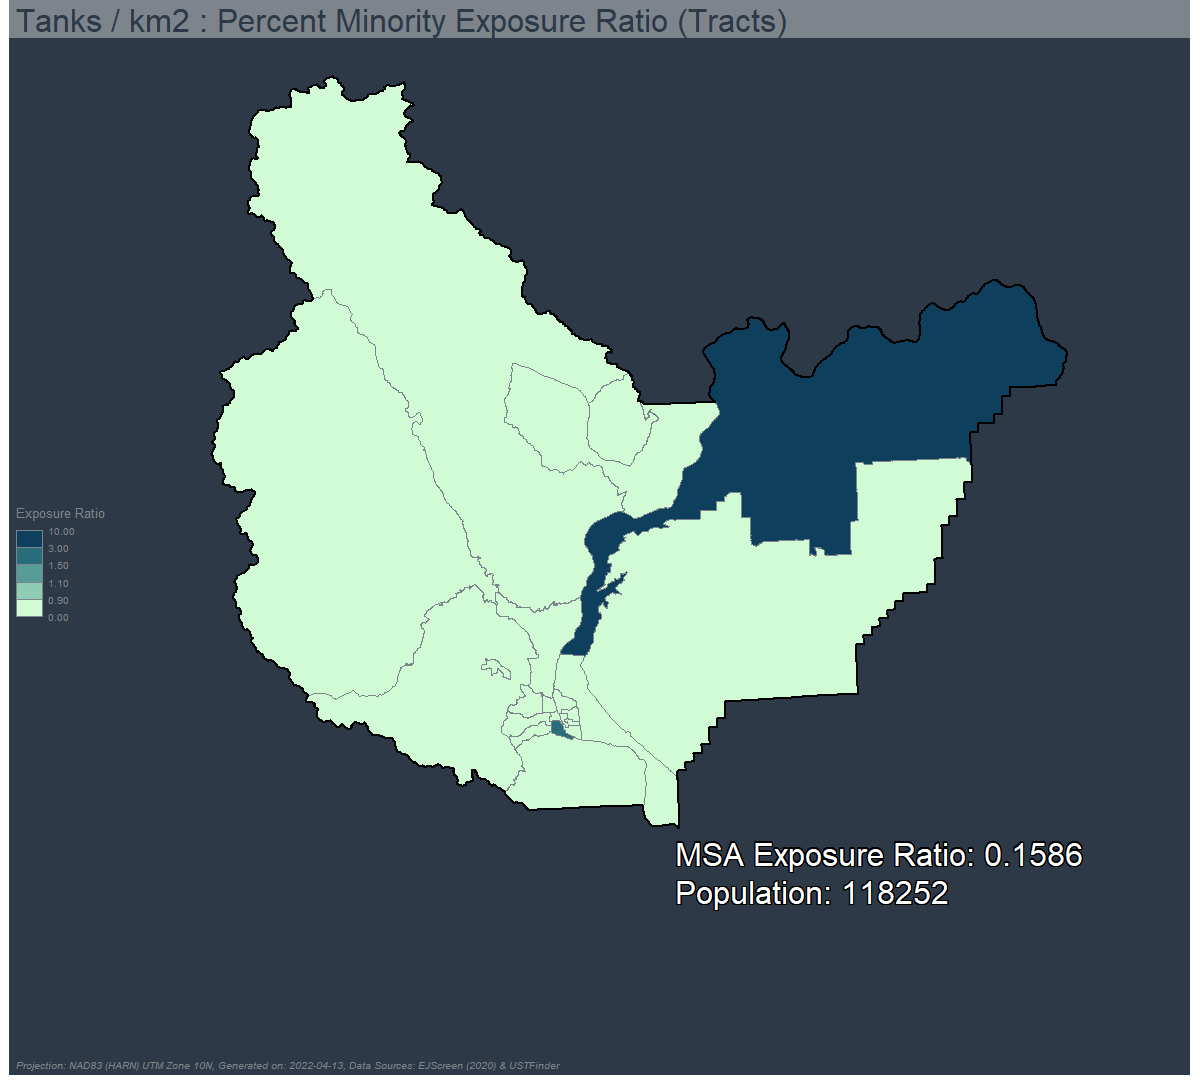 Tanks / km2 : Percent Minority Exposure Ratio (Tracts)
Exposure Ratio
10.00
3.00
1.50
1.10
0.90
0.00
MSA Exposure Ratio: 0.1586
Population: 118252
Projection: NAD83 (HARN) UTM Zone 10N, Generated on: 2022-04-13, Data Sources: EJScreen (2020) & USTFinder